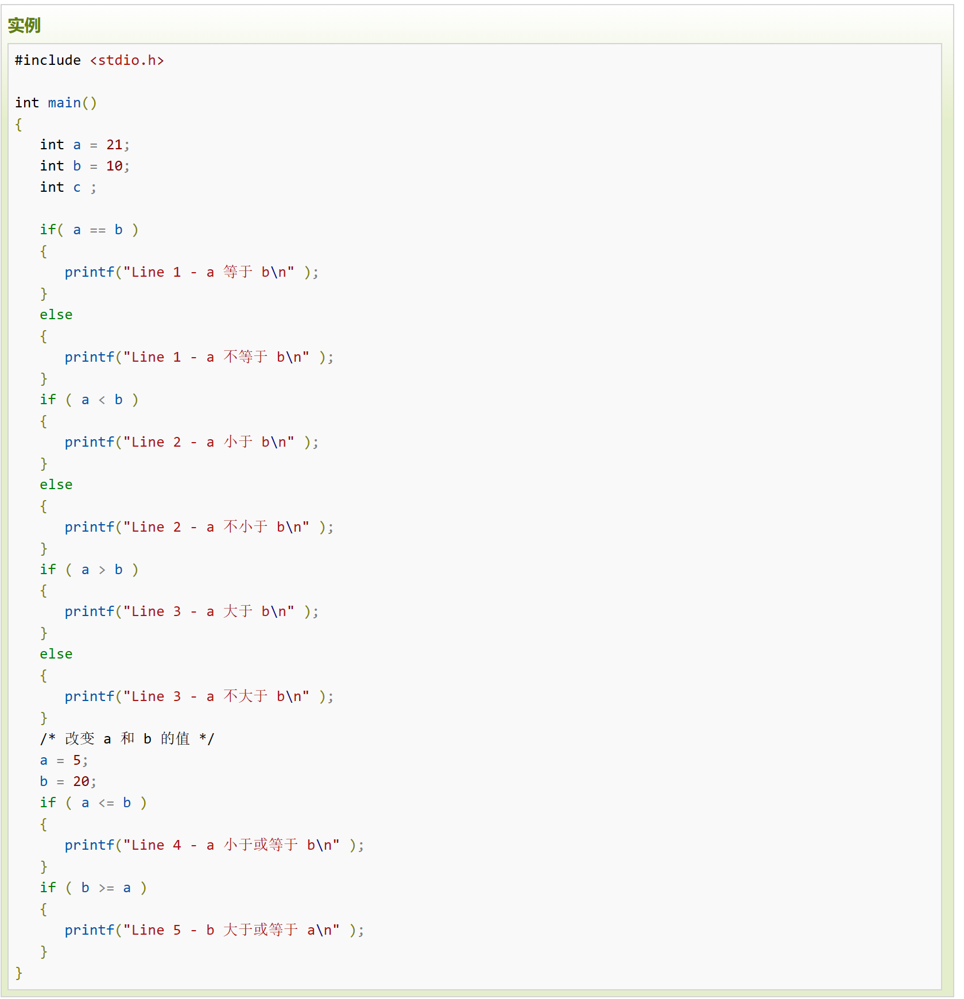 实例
#include <stdio.h>
int main()
{
int a = 21;
int b = 10;
int c ;
if( a == b )
{
printf("Line 1 - a 等于 b\n" );
}
else
{
printf("Line 1 - a 不等于 b\n" );
}
if ( a < b )
{
printf("Line 2 - a 小于 b\n" );
}
else
{
printf("Line 2 - a 不小于 b\n" );
}
if ( a > b )
{
printf("Line 3 - a 大于 b\n" );
}
else
{
printf("Line 3 - a 不大于 b\n" );
}
/* 改变 a 和 b 的值 */
a = 5;
b = 20;
if ( a <= b )
{
printf("Line 4 - a 小于或等于 b\n" );
}
if ( b >= a )
{
printf("Line 5 - b 大于或等于 a\n" );
}
}